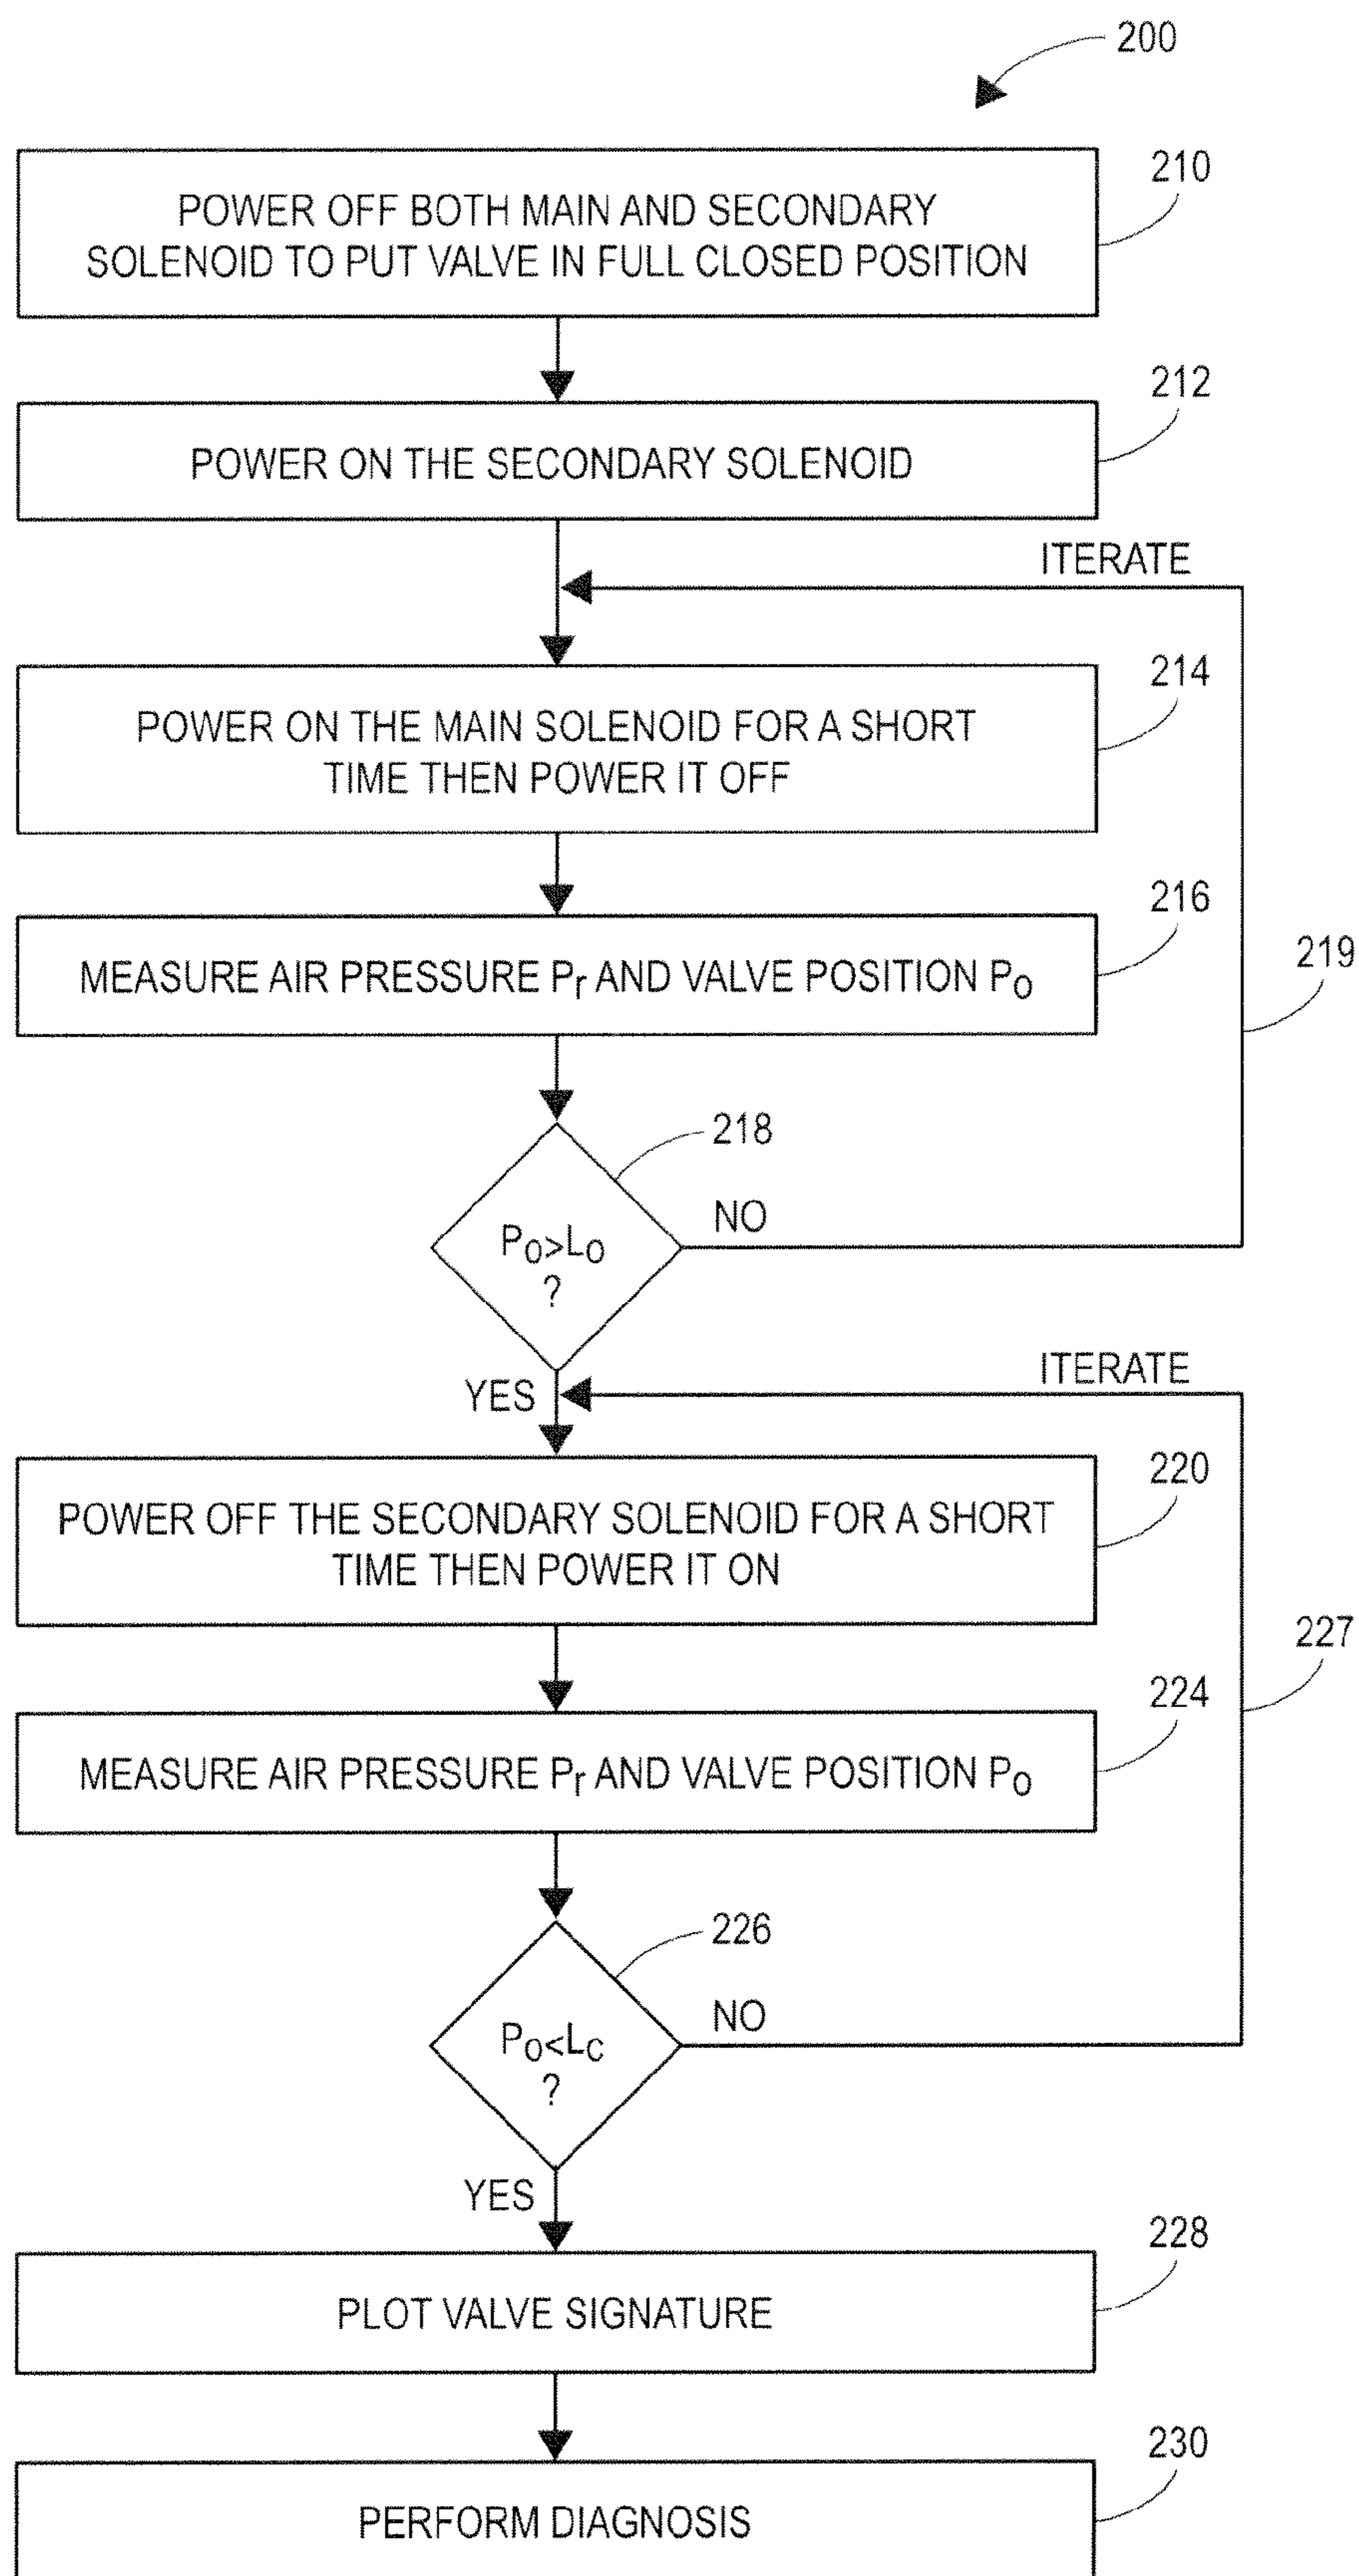 200
210
POWER OFF BOTH MAIN AND SECONDARY
SOLENOID TO PUT VALVE IN FULL CLOSED POSITION
212
POWER ON THE SECONDARY SOLENOID
ITERATE
214
POWER ON THE MAIN SOLENOID FOR A SHORT
TIME THEN POWER IT OFF
216
MEASURE AIR PRESSURE Pr AND VALVE POSITION PO
219
218
PO>LO
?
NO
YES
ITERATE
220
POWER OFF THE SECONDARY SOLENOID FOR A SHORT
TIME THEN POWER IT ON
227
224
MEASURE AIR PRESSURE Pr AND VALVE POSITION PO
226
PO<LC
?
NO
YES
228
PLOT VALVE SIGNATURE
230
PERFORM DIAGNOSIS